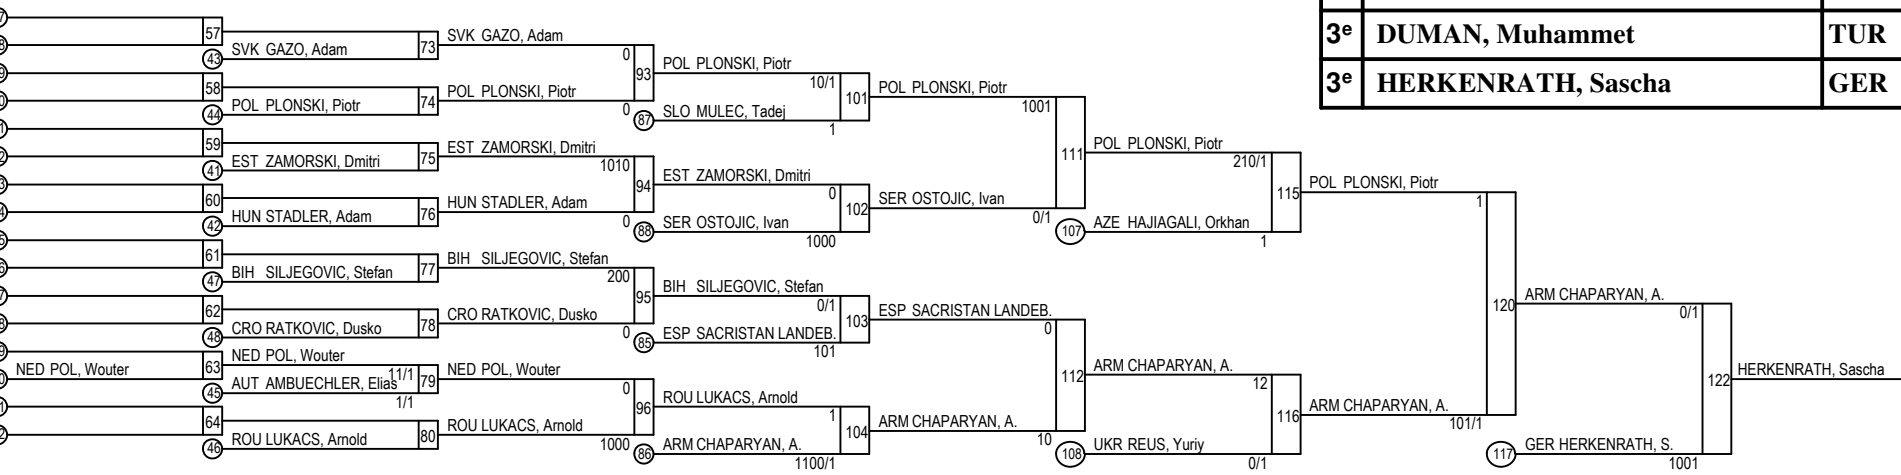 3e DUMAN, Muhammet TUR
3e HERKENRATH, Sascha GER
57
43 SVK GAZO, Adam
73
SVK GAZO, Adam
0
58
44 POL PLONSKI, Piotr
74
POL PLONSKI, Piotr
0
93
POL PLONSKI, Piotr
10/1
87 SLO MULEC, Tadej
1
101
POL PLONSKI, Piotr
1001
59
41 EST ZAMORSKI, Dmitri
75
EST ZAMORSKI, Dmitri
1010
60
42 HUN STADLER, Adam
76
HUN STADLER, Adam
0
94
EST ZAMORSKI, Dmitri
0
88 SER OSTOJIC, Ivan
1000
102
SER OSTOJIC, Ivan
0/1
111
POL PLONSKI, Piotr
210/1
107 AZE HAJIAGALI, Orkhan
1
115
POL PLONSKI, Piotr
1
61
47 BIH SILJEGOVIC, Stefan
77
BIH SILJEGOVIC, Stefan
200
62
48 CRO RATKOVIC, Dusko
78
CRO RATKOVIC, Dusko
0
95
BIH SILJEGOVIC, Stefan
0/1
85 ESP SACRISTAN LANDEB.
101
103
ESP SACRISTAN LANDEB.
0
NED POL, Wouter
63
NED POL, Wouter
11/1
45 AUT AMBUECHLER, Elias
1/1
79
NED POL, Wouter
0
64
46 ROU LUKACS, Arnold
80
ROU LUKACS, Arnold
1000
96
ROU LUKACS, Arnold
1
86 ARM CHAPARYAN, A.
1100/1
104
ARM CHAPARYAN, A.
10
112
ARM CHAPARYAN, A.
12
108 UKR REUS, Yuriy
0/1
116
ARM CHAPARYAN, A.
101/1
120
ARM CHAPARYAN, A.
0/1
117 GER HERKENRATH, S.
1001
122
HERKENRATH, Sascha